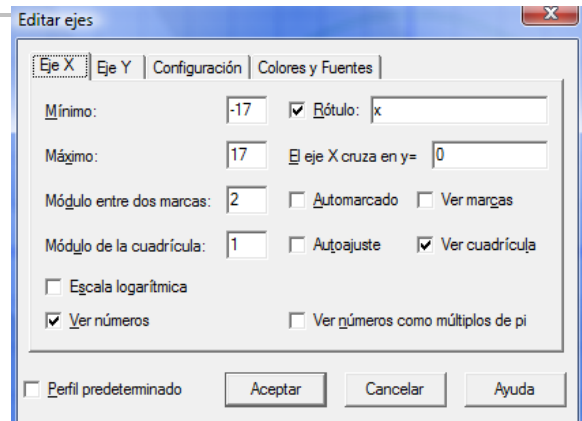 Editar ejes
Eje X Eje Y Configuración Colores y Fuentes
Mínimo: -17 Rótulo: x
Máximo: 17 El eje X cruza en y= 0
Módulo entre dos marcas: 2 Automarcado Ver marcas
Módulo de la cuadrícula: 1 Autoajuste Ver cuadrícula
Escala logarítmica
Ver números Ver números como múltiplos de pi
Perfil predeterminado Aceptar Cancelar Ayuda